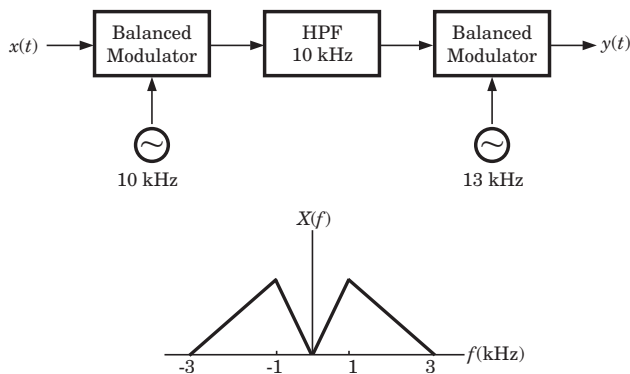 x(t)
Balanced
Modulator
HPF
10 kHz
Balanced
Modulator
y(t)
10 kHz
13 kHz
X(f)
f(kHz)
-3
-1
1
3